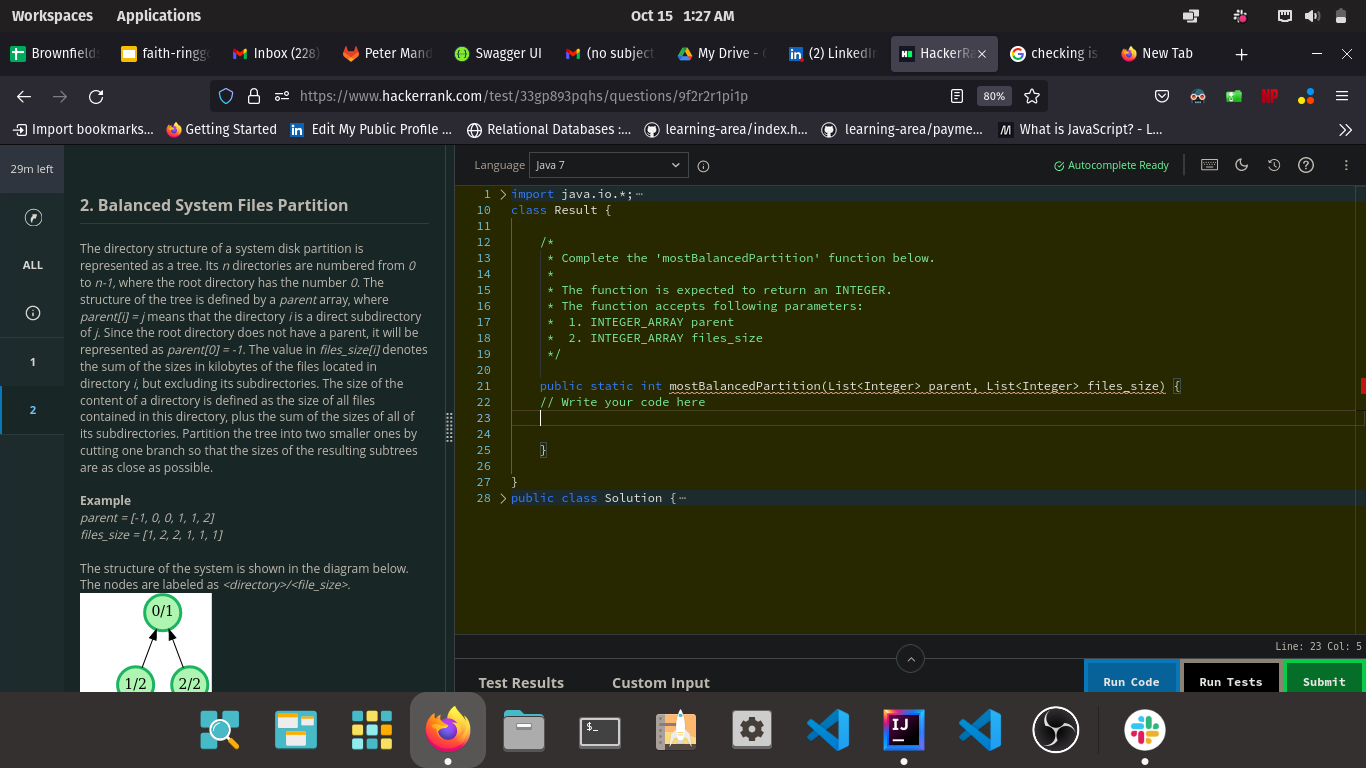 Workspaces Applications Oct 15 1:27 AM
Brownfield faith-ringg Inbox (228) Peter Mand Swagger UI (no subject My Drive - (2) LinkedIn HackerRa checking is New Tab
https://www.hackerrank.com/test/33gp893pqhs/questions/9f2r2r1pi1p 80% NP
Import bookmarks... Getting Started Edit My Public Profile ... Relational Databases :... learning-area/index.h... learning-area/payme... What is JavaScript? - L...
29m left
ALL
1
2
2. Balanced System Files Partition
The directory structure of a system disk partition is
represented as a tree. Its n directories are numbered from 0
to n-1, where the root directory has the number 0. The
structure of the tree is defined by a parent array, where
parent[i] = j means that the directory i is a direct subdirectory
of j. Since the root directory does not have a parent, it will be
represented as parent[0] = -1. The value in files_size[i] denotes
the sum of the sizes in kilobytes of the files located in
directory i, but excluding its subdirectories. The size of the
content of a directory is defined as the size of all files
contained in this directory, plus the sum of the sizes of all of
its subdirectories. Partition the tree into two smaller ones by
cutting one branch so that the sizes of the resulting subtrees
are as close as possible.
Example
parent = [-1, 0, 0, 1, 1, 2]
files_size = [1, 2, 2, 1, 1, 1]
The structure of the system is shown in the diagram below.
The nodes are labeled as <directory>/<file_size>.
0/1
1/2 2/2
Language Java 7 Autocomplete Ready
1 import java.io.*;
10 class Result {
11
12 /*
13 * Complete the 'mostBalancedPartition' function below.
14 *
15 * The function is expected to return an INTEGER.
16 * The function accepts following parameters:
17 * 1. INTEGER_ARRAY parent
18 * 2. INTEGER_ARRAY files_size
19 */
20
21 public static int mostBalancedPartition(List<Integer> parent, List<Integer> files_size) {
22 // Write your code here
23
24
25 }
26
27 }
28 public class Solution {
Line: 23 Col: 5
Test Results Custom Input Run Code Run Tests Submit
$_
IJ